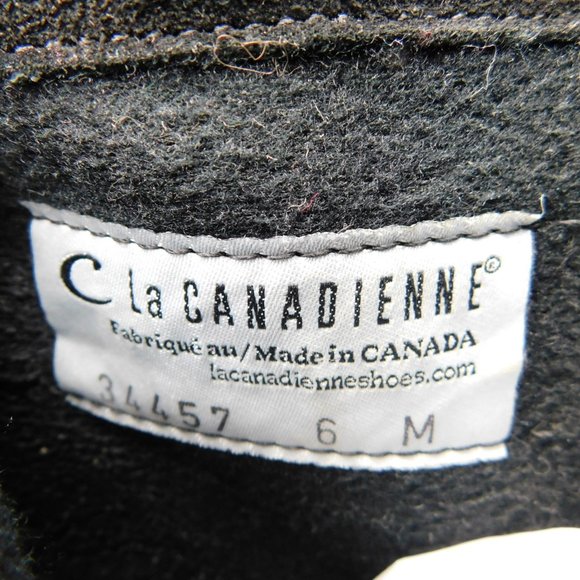 C La CANADIENNE®
Fabriqué au/Made in CANADA
lacanadienneshoes.com
34457 6 M